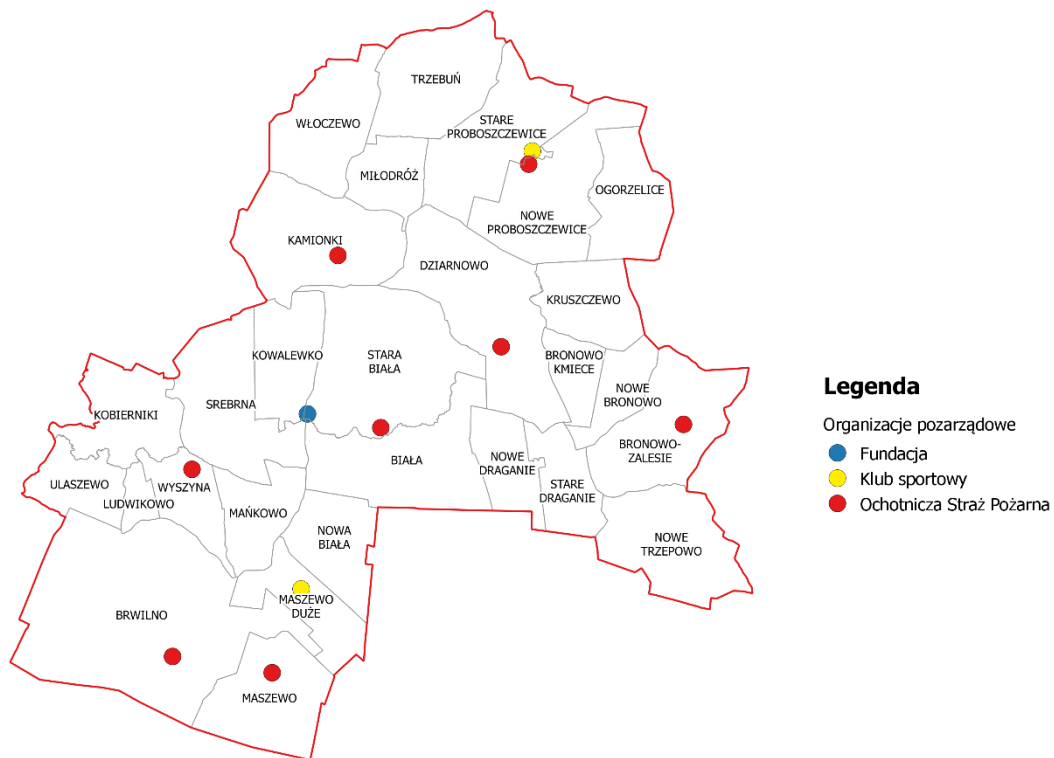 TRZEBUŃ
WŁOCZEWO
STARE
PROBOSZCZEWICE
MIŁODRÓŻ
OGORZELICE
NOWE
PROBOSZCZEWICE
KAMIONKI
DZIARNOWO
KRUSZCZEWO
KOWALEWKO
STARA
BIAŁA
BRONOWO
KMIECE
NOWE
BRONOWO
SREBRNA
KOBIERNIKI
BRONOWO-
ZALESIE
BIAŁA
NOWE
DRAGANIE
STARE
DRAGANIE
ULASZEWO
WYSZYNA
LUDWIKOWO
MAŃKOWO
NOWA
BIAŁA
NOWE
TRZEPOWO
MASZEWO
DUŻE
BRWILNO
MASZEWO
Legenda
Organizacje pozarządowe
Fundacja
Klub sportowy
Ochotnicza Straż Pożarna